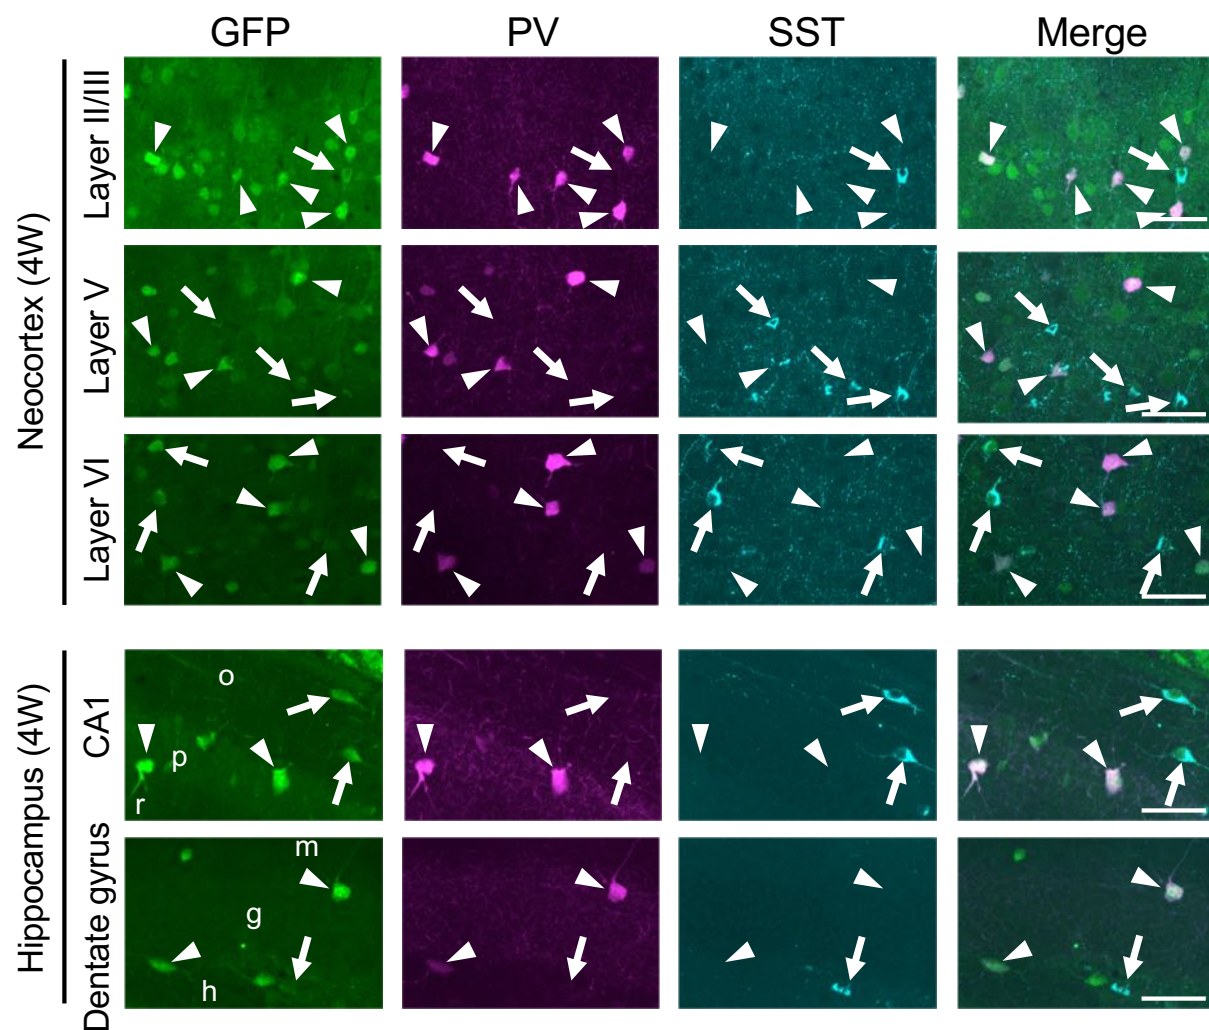 GFP PV SST Merge
Neocortex (4W)
Layer II/III
Layer V
Layer VI
Hippocampus (4W)
CA1
o
p
r
Dentate gyrus
m
g
h